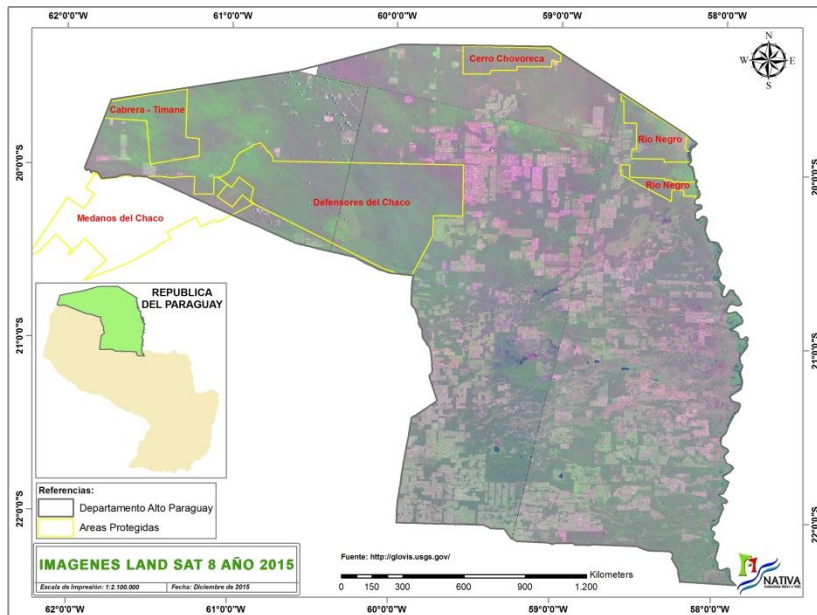 62°0'0"W 61°0'0"W 60°0'0"W 59°0'0"W 58°0'0"W
N
W E
S
Cerro Chovoreca
Cabrera - Timane
Rio Negro
20°0'0"S 20°0'0"S
Rio Negro
Defensores del Chaco
Medanos del Chaco
REPUBLICA
DEL PARAGUAY
21°0'0"S 21°0'0"S
Referencias:
Departamento Alto Paraguay
Areas Protegidas
22°0'0"S 22°0'0"S
IMAGENES LAND SAT 8 AÑO 2015
Escala de Impresión: 1:2.100.000 Fecha: Diciembre de 2015
Fuente: http://glovis.usgs.gov/
Kilometers
0 150 300 600 900 1.200
NATIVA
62°0'0"W 61°0'0"W 60°0'0"W 59°0'0"W 58°0'0"W